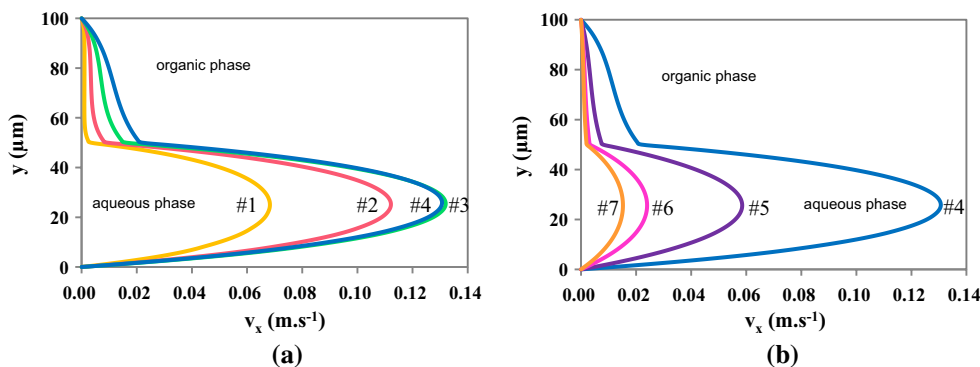 100
80
60
40
20
0
y (μm)
organic phase
aqueous phase
#1
#2
#4
#3
0.00 0.02 0.04 0.06 0.08 0.10 0.12 0.14
vx (m.s-1)
(a)
100
80
60
40
20
0
y (μm)
organic phase
aqueous phase
#7
#6
#5
#4
0.00 0.02 0.04 0.06 0.08 0.10 0.12 0.14
vx (m.s-1)
(b)